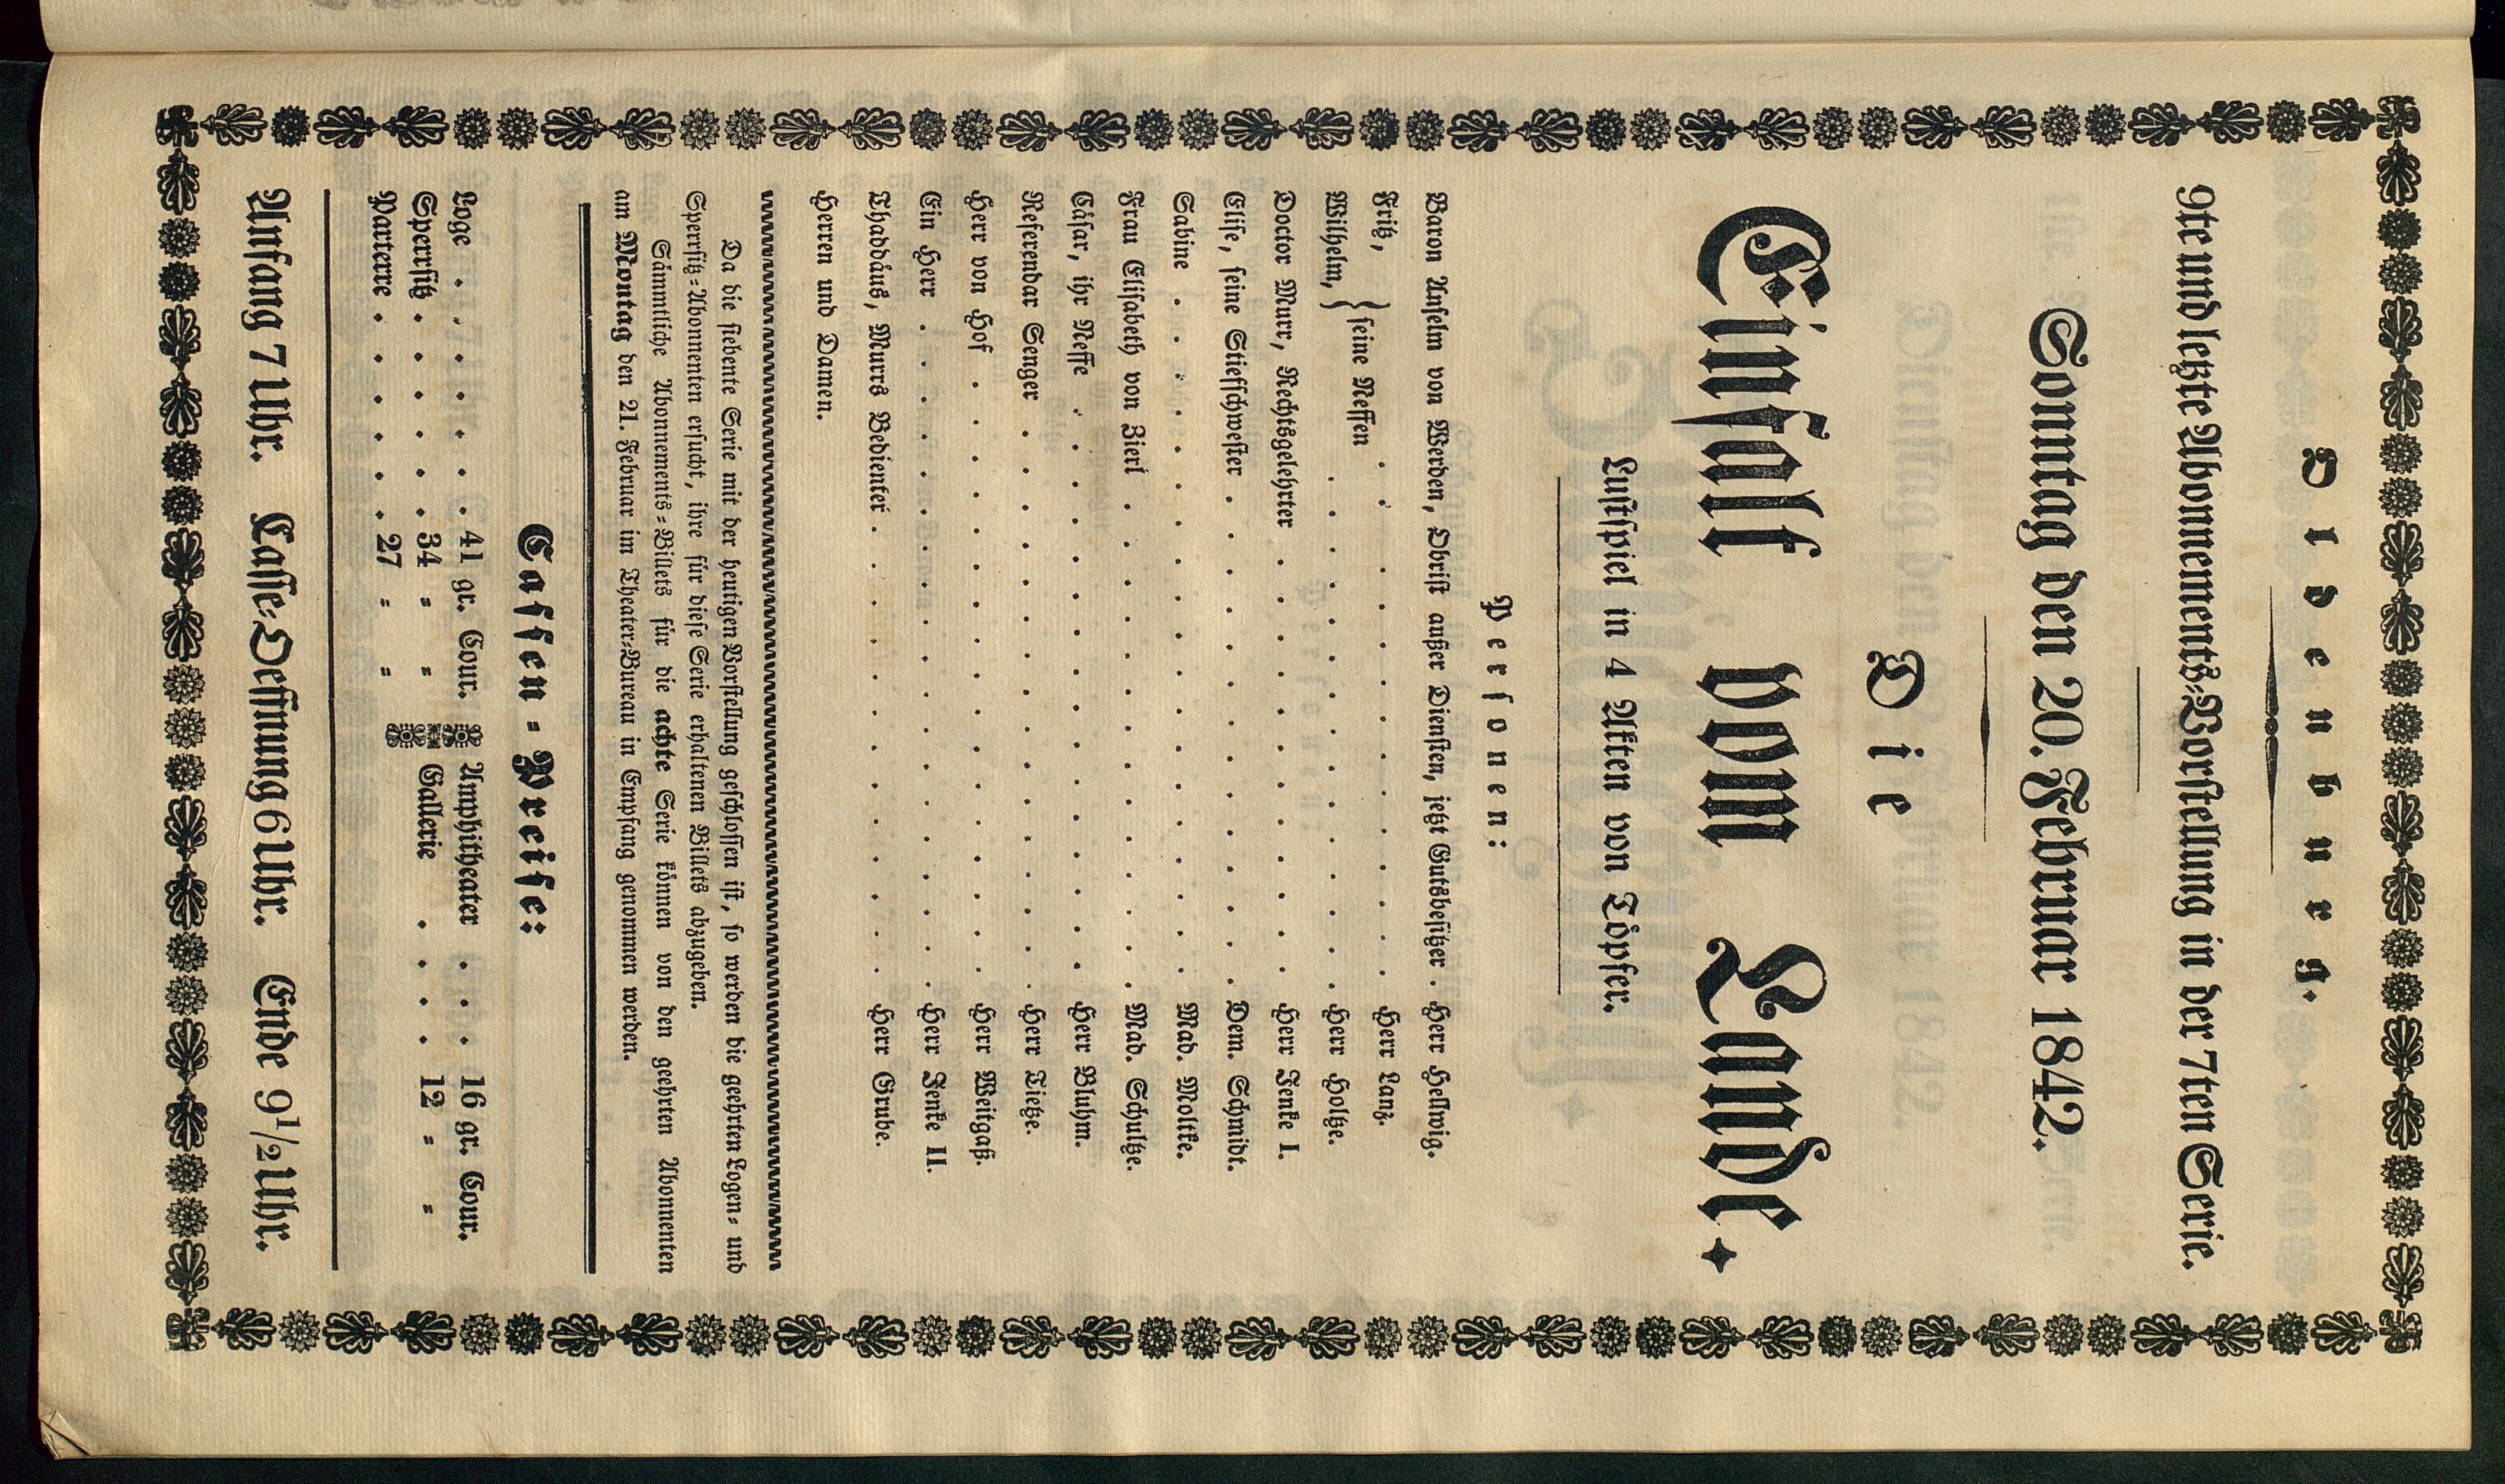 Oldenburg.
9te und letzte Abonnements-Vorstellung in der 7ten Serie.
Sonntag den 20. Februar 1842.
Die
Einfalt vom Lande.
Lustspiel in 4 Akten von Töpfer.
Personen:
Baron Anselm von Werden, Obrist außer Diensten, jetzt Gutsbesitzer . Herr Hellwig.
Fritz, } seine Neffen . . . . . . . . . Herr Lanz.
Wilhelm, } . . . . . . . . . Herr Holtze.
Doctor Murr, Rechtsgelehrter . . . . . . . . Herr Jenke I.
Elise, seine Stiefschwester . . . . . . . . . Dem. Schmidt.
Sabine . . . . . . . . . . . . Mad. Moltke.
Frau Elisabeth von Zierl . . . . . . . . . Mad. Schultze.
Cäsar, ihr Neffe . . . . . . . . . . Herr Bluhm.
Referendar Senger . . . . . . . . . . Herr Tietze.
Herr von Hof . . . . . . . . . . . Herr Weitgaß.
Ein Herr . . . . . . . . . . . . Herr Jenke II.
Thaddäus, Murrs Bedienter . . . . . . . . . Herr Grube.
Herren und Damen.
Da die siebente Serie mit der heutigen Vorstellung geschlossen ist, so werden die geehrten Logen- und
Sperrsitz-Abonnenten ersucht, ihre für diese Serie erhaltenen Billets abzugeben.
Sämmtliche Abonnements-Billets für die achte Serie können von den geehrten Abonnenten
am Montag den 21. Februar im Theater-Bureau in Empfang genommen werden.
Cassen-Preise:
Loge . . . . . 41 gr. Cour. Amphitheater . . . 16 gr. Cour.
Sperrsitz . . . . . 34 = = Gallerie . . . . 12 = =
Parterre . . . . . 27 = =
Anfang 7 Uhr. Casse-Oeffnung 6 Uhr. Ende 9 1/2 Uhr.